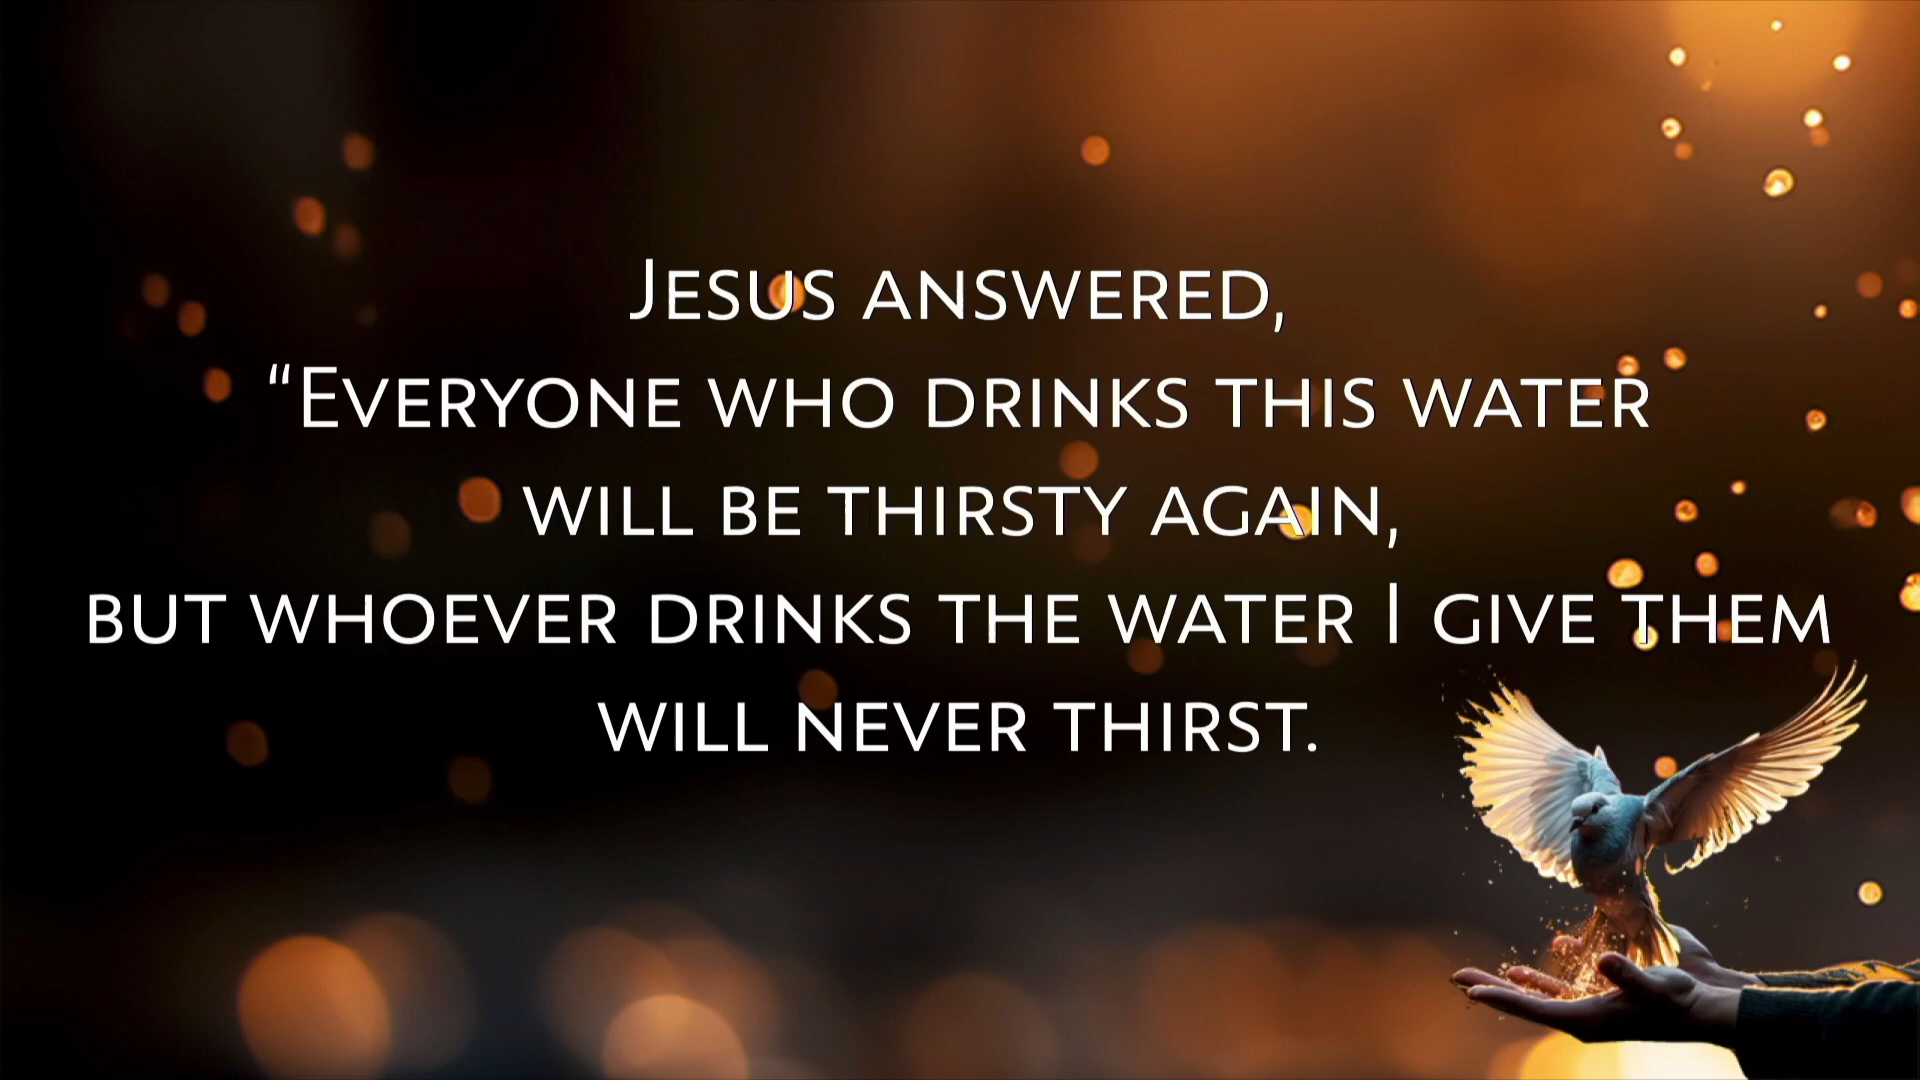 Jesus answered,
“Everyone who drinks this water
will be thirsty again,
but whoever drinks the water I give them
will never thirst.